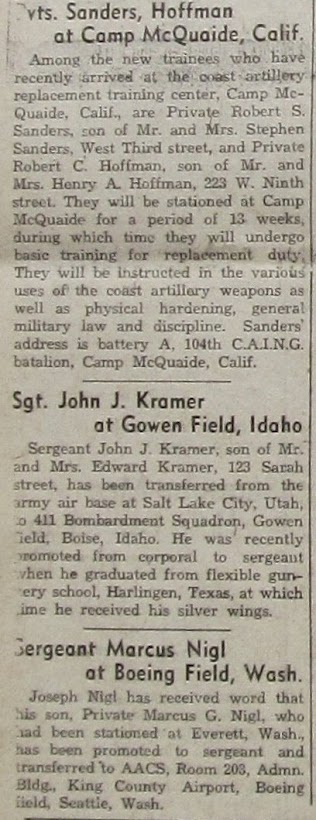 vts. Sanders, Hoffman
at Camp McQuaide, Calif.
Among the new trainees who have
recently arrived at the coast artillery
replacement training center, Camp Mc-
Quaide, Calif., are Private Robert S.
Sanders, son of Mr. and Mrs. Stephen
Sanders, West Third street, and Private
Robert C. Hoffman, son of Mr. and
Mrs. Henry A. Hoffman, 223 W. Ninth
street. They will be stationed at Camp
McQuaide for a period of 13 weeks,
during which time they will undergo
basic training for replacement duty.
They will be instructed in the various
uses of the coast artillery weapons as
well as physical hardening, general
military law and discipline. Sanders'
address is battery A, 104th C.A.I.N.G.
batalion, Camp McQuaide, Calif.
Sgt. John J. Kramer
at Gowen Field, Idaho
Sergeant John J. Kramer, son of Mr.
and Mrs. Edward Kramer, 123 Sarah
street, has been transferred from the
army air base at Salt Lake City, Utah,
o 411 Bombardment Squadron, Gowen
ield, Boise, Idaho. He was recently
romoted from corporal to sergeant
when he graduated from flexible gun-
ery school, Harlingen, Texas, at which
ime he received his silver wings.
Sergeant Marcus Nigl
at Boeing Field, Wash.
Joseph Nigl has received word that
his son, Private Marcus G. Nigl, who
had been stationed at Everett, Wash.,
has been promoted to sergeant and
transferred to AACS, Room 203, Admn.
Bldg., King County Airport, Boeing
field, Seattle, Wash.